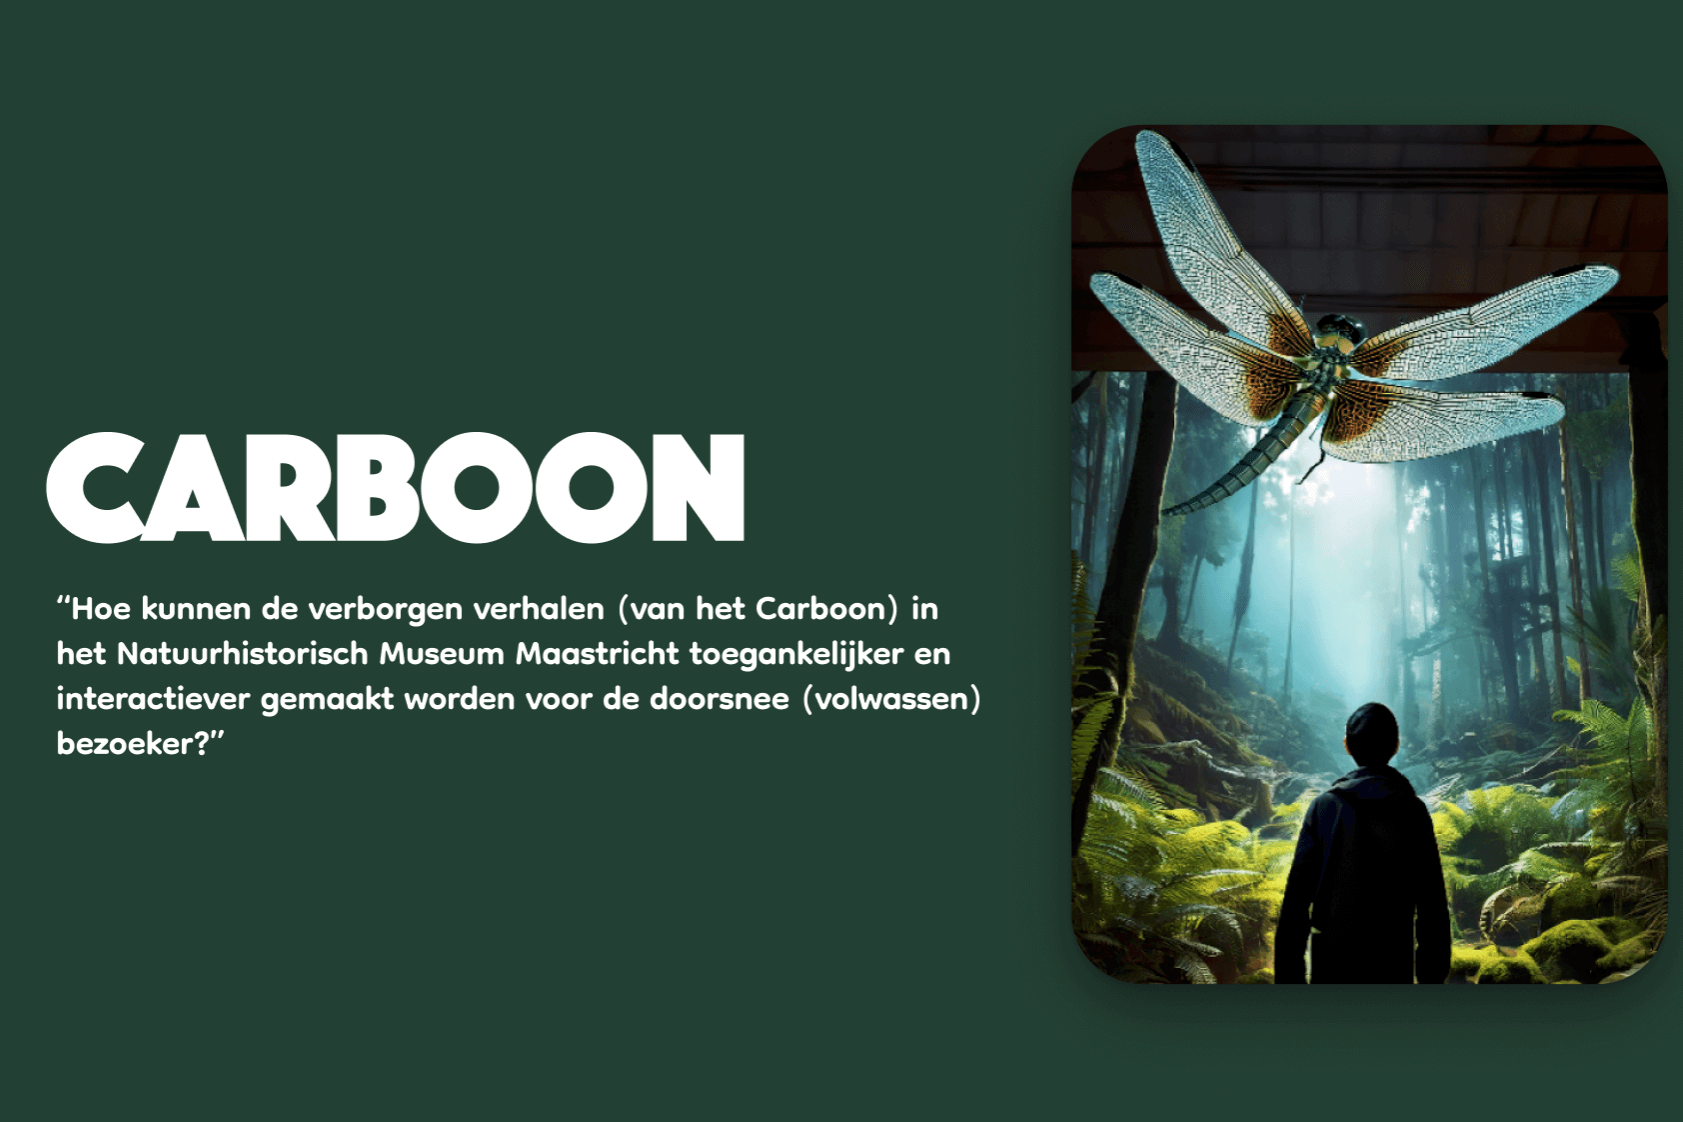 CARBOON
“Hoe kunnen de verborgen verhalen (van het Carboon) in
het Natuurhistorisch Museum Maastricht toegankelijker en
interactiever gemaakt worden voor de doorsnee (volwassen)
bezoeker?”